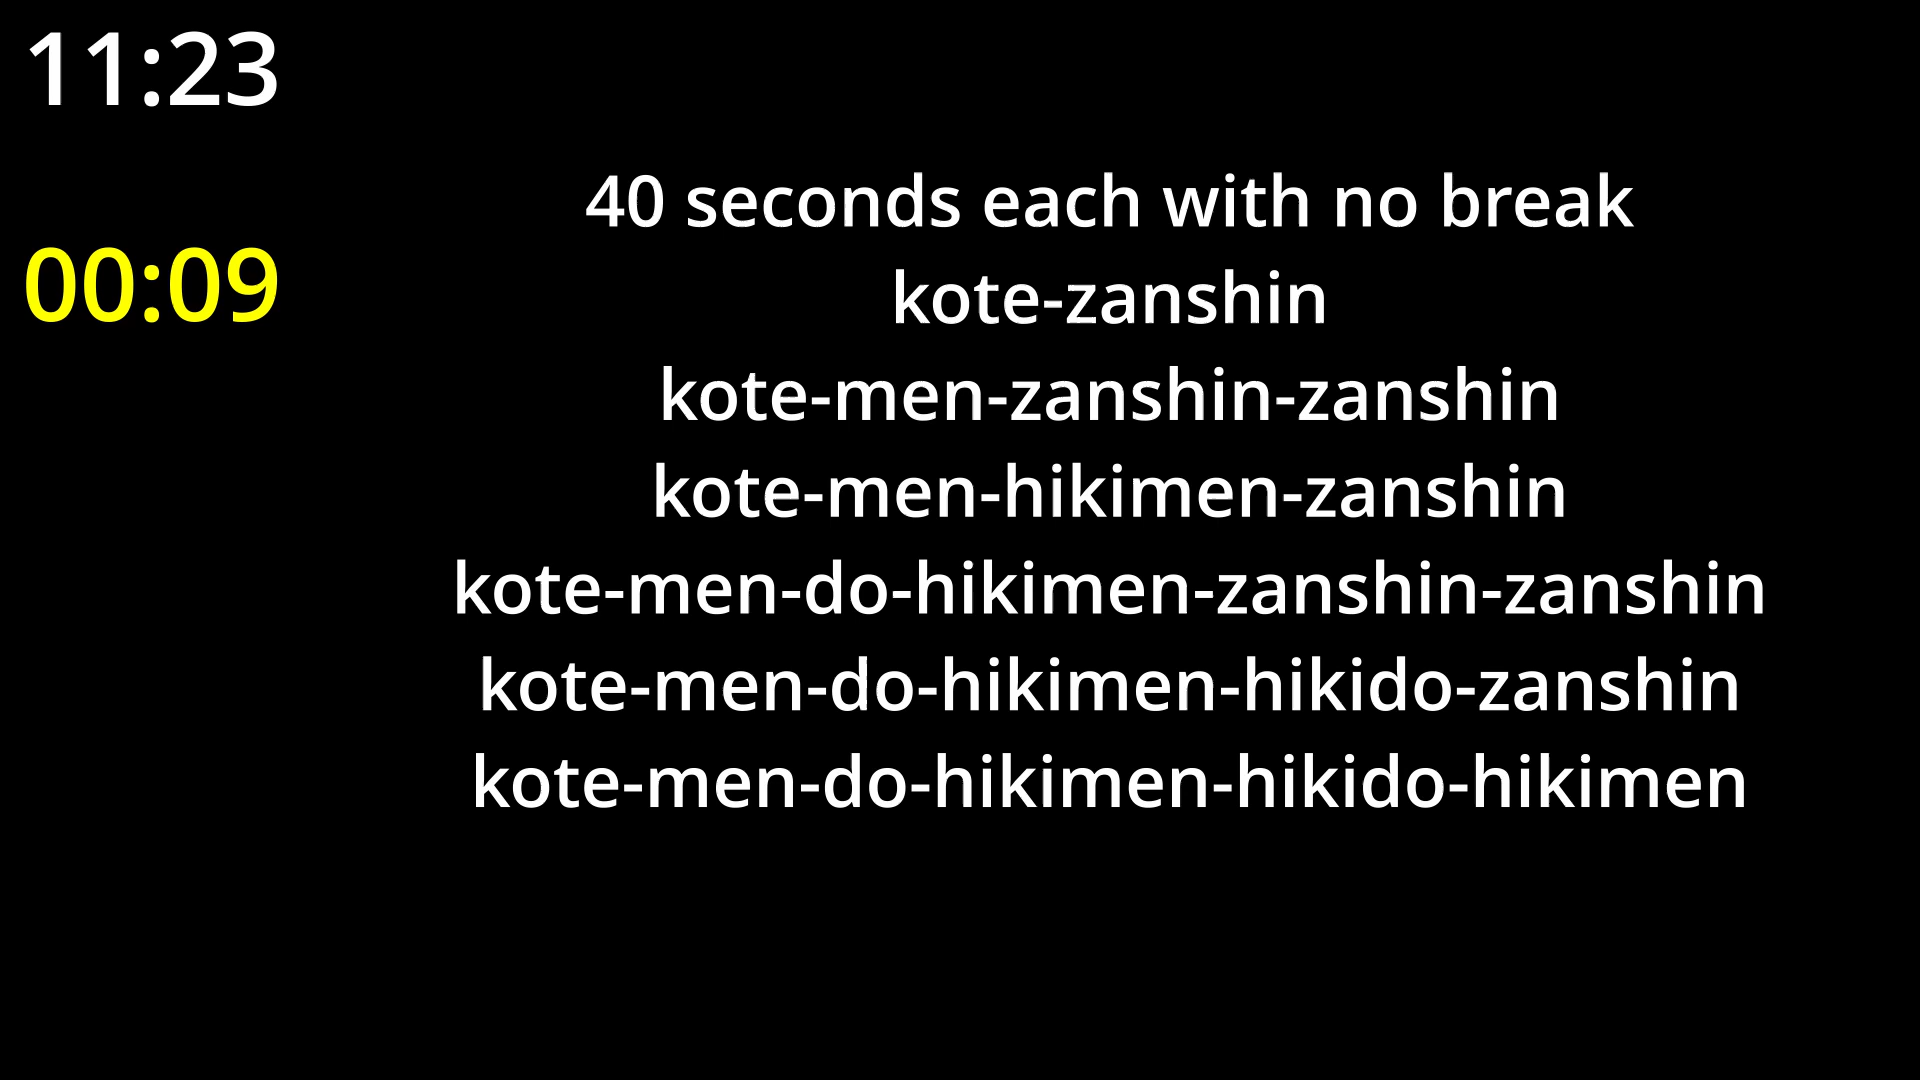 11:23
00:09
40 seconds each with no break
kote-zanshin
kote-men-zanshin-zanshin
kote-men-hikimen-zanshin
kote-men-do-hikimen-zanshin-zanshin
kote-men-do-hikimen-hikido-zanshin
kote-men-do-hikimen-hikido-hikimen